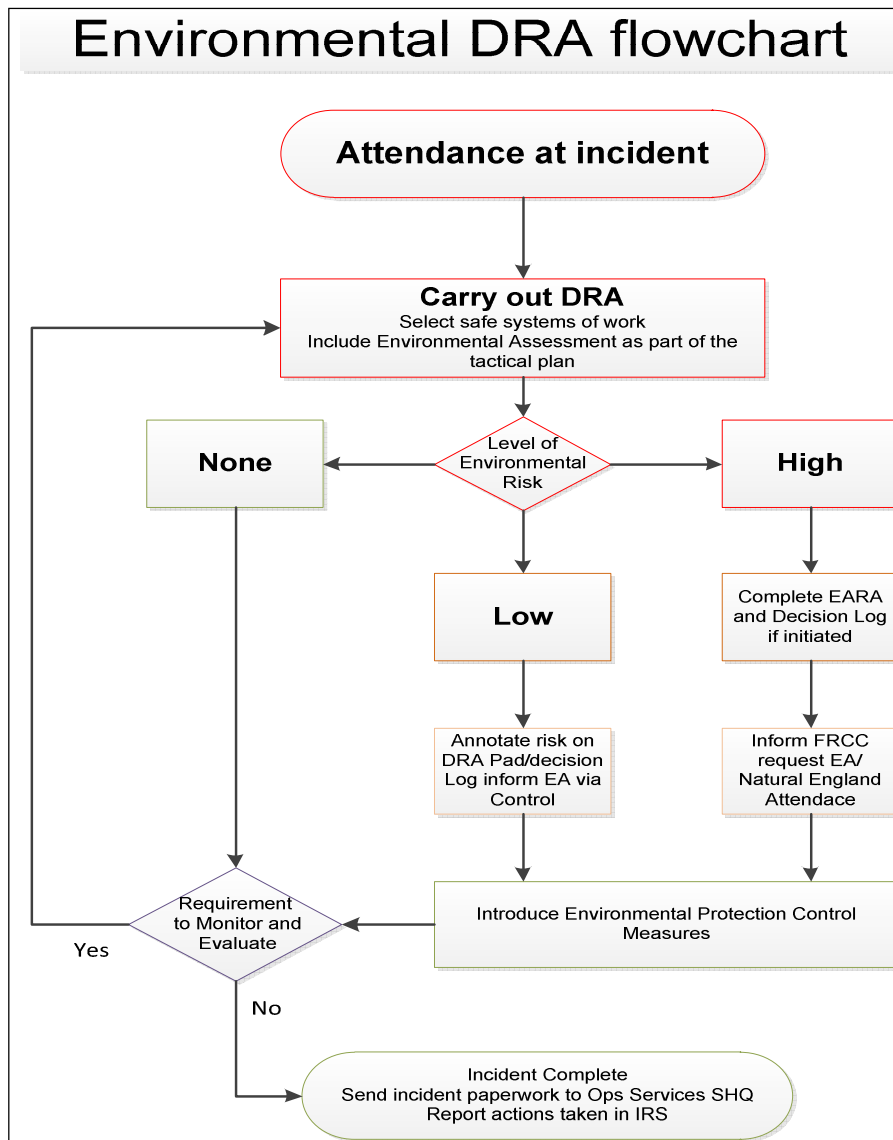 Environmental DRA flowchart
Attendance at incident
Carry out DRA
Select safe systems of work
Include Environmental Assessment as part of the
tactical plan
Level of
Environmental
Risk
None
High
Low
Complete EARA
and Decision Log
if initiated
Annotate risk on
DRA Pad/decision
Log inform EA via
Control
Inform FRCC
request EA/
Natural England
Attendace
Requirement
to Monitor and
Evaluate
Introduce Environmental Protection Control
Measures
Yes
No
Incident Complete
Send incident paperwork to Ops Services SHQ
Report actions taken in IRS